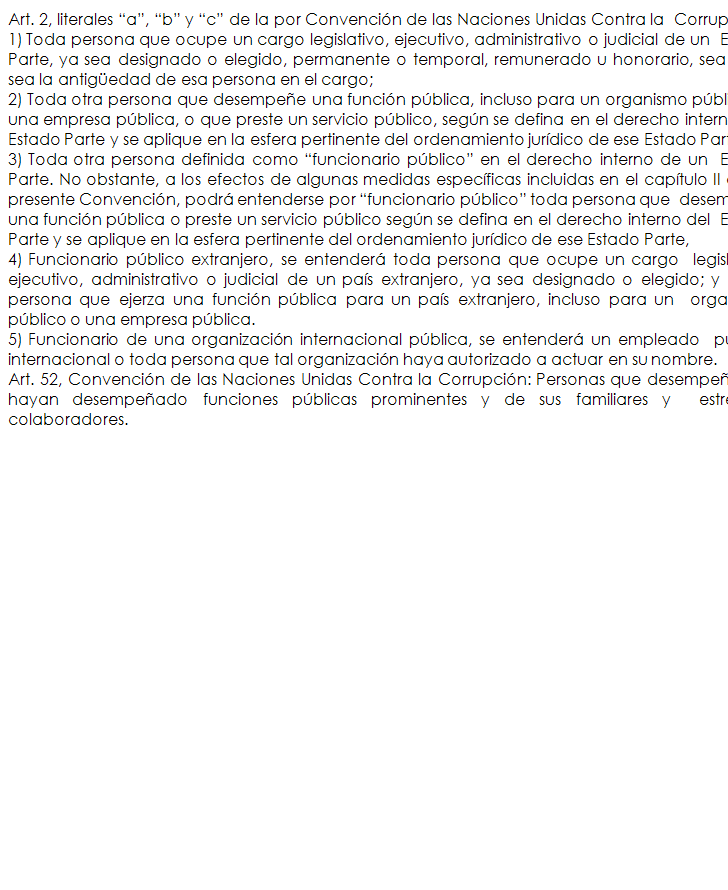 Art. 2, literales “a”, “b” y “c” de la por Convención de las Naciones Unidas Contra la Corrup
1) Toda persona que ocupe un cargo legislativo, ejecutivo, administrativo o judicial de un E
Parte, ya sea designado o elegido, permanente o temporal, remunerado u honorario, sea
sea la antigüedad de esa persona en el cargo;
2) Toda otra persona que desempeñe una función pública, incluso para un organismo públ
una empresa pública, o que preste un servicio público, según se defina en el derecho intern
Estado Parte y se aplique en la esfera pertinente del ordenamiento jurídico de ese Estado Par
3) Toda otra persona definida como “funcionario público” en el derecho interno de un E
Parte. No obstante, a los efectos de algunas medidas específicas incluidas en el capítulo II
presente Convención, podrá entenderse por “funcionario público” toda persona que desem
una función pública o preste un servicio público según se defina en el derecho interno del E
Parte y se aplique en la esfera pertinente del ordenamiento jurídico de ese Estado Parte,
4) Funcionario público extranjero, se entenderá toda persona que ocupe un cargo legisl
ejecutivo, administrativo o judicial de un país extranjero, ya sea designado o elegido; y
persona que ejerza una función pública para un país extranjero, incluso para un orga
público o una empresa pública.
5) Funcionario de una organización internacional pública, se entenderá un empleado pú
internacional o toda persona que tal organización haya autorizado a actuar en su nombre.
Art. 52, Convención de las Naciones Unidas Contra la Corrupción: Personas que desempeñ
hayan desempeñado funciones públicas prominentes y de sus familiares y estre
colaboradores.